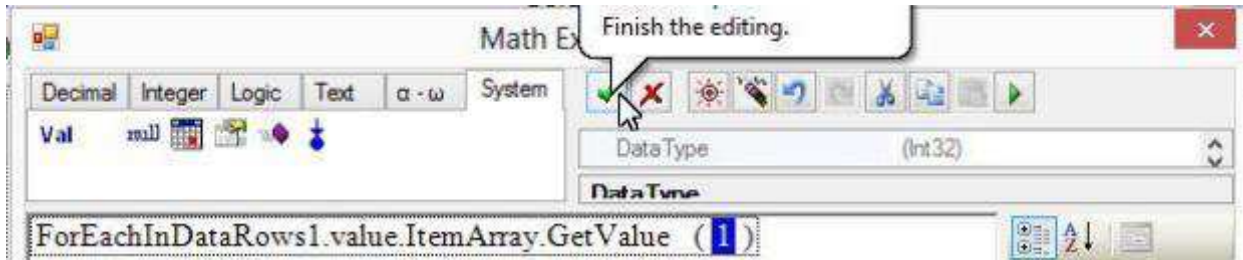 Finish the editing.
Math Ex
Decimal Integer Logic Text α - ω System
Val null
DataType (Int32)
DataType
ForEachInDataRows1.value.ItemArray.GetValue ( 1 )